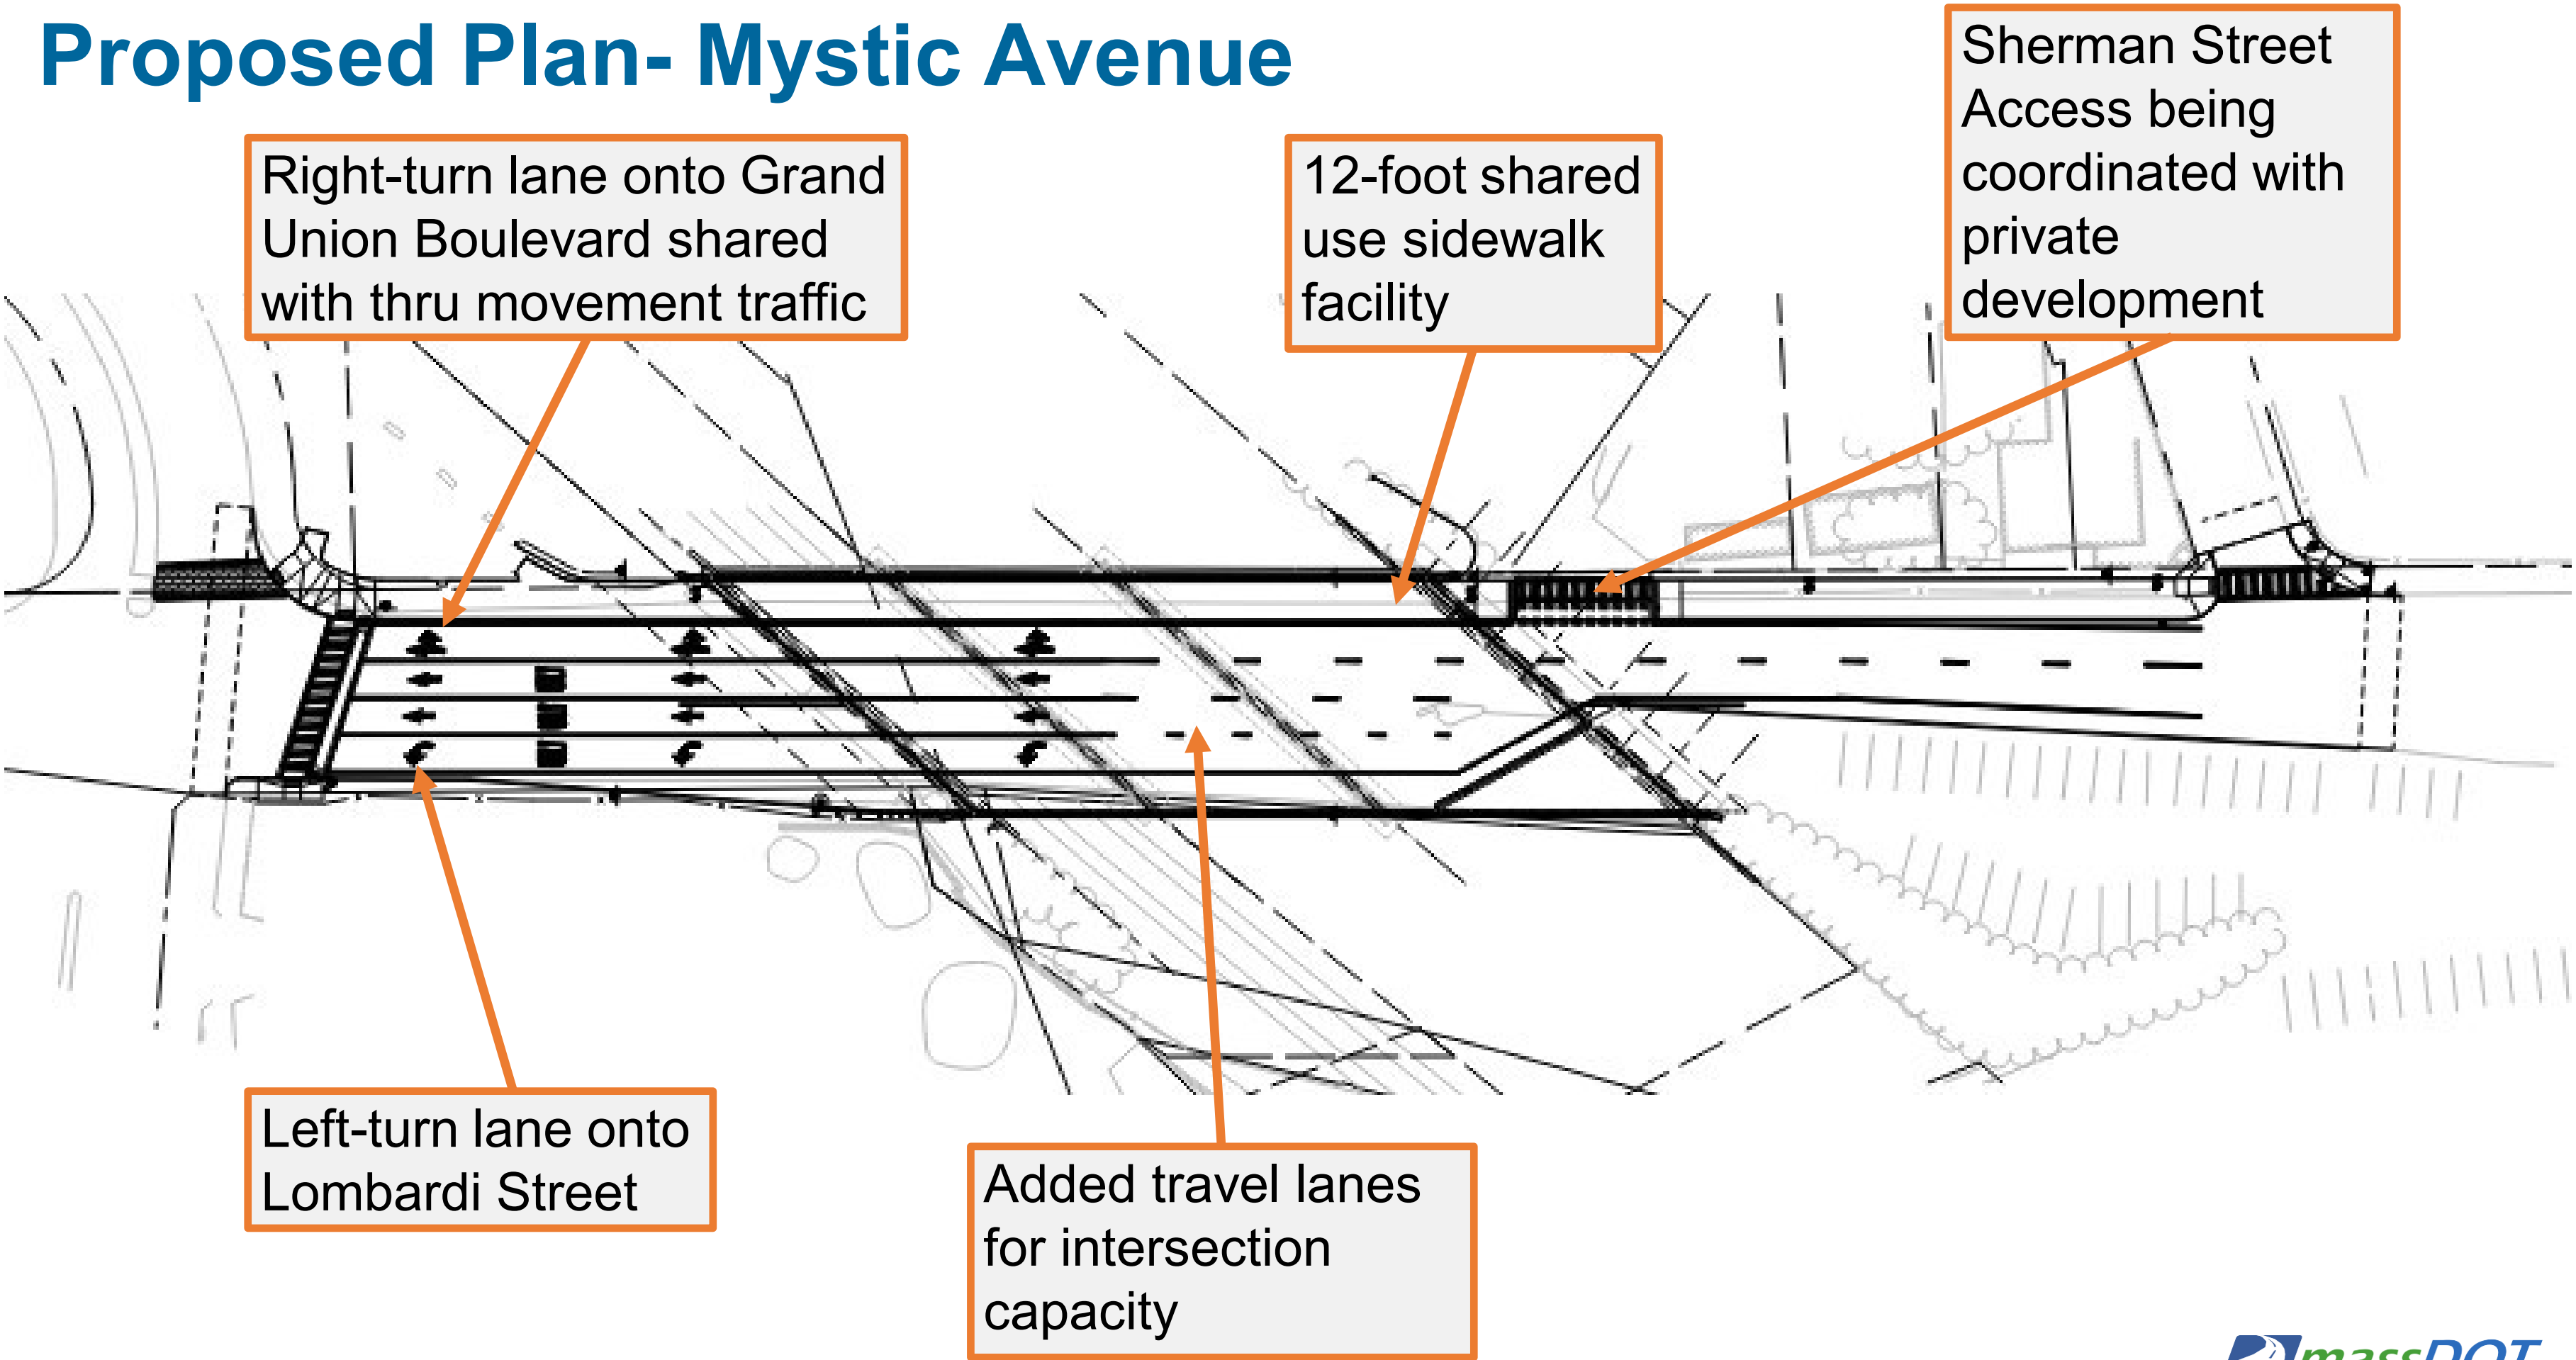 Proposed Plan- Mystic Avenue
Sherman Street
Access being
coordinated with
private
development
Right-turn lane onto Grand
Union Boulevard shared
with thru movement traffic
12-foot shared
use sidewalk
facility
Left-turn lane onto
Lombardi Street
Added travel lanes
for intersection
capacity
massDOT